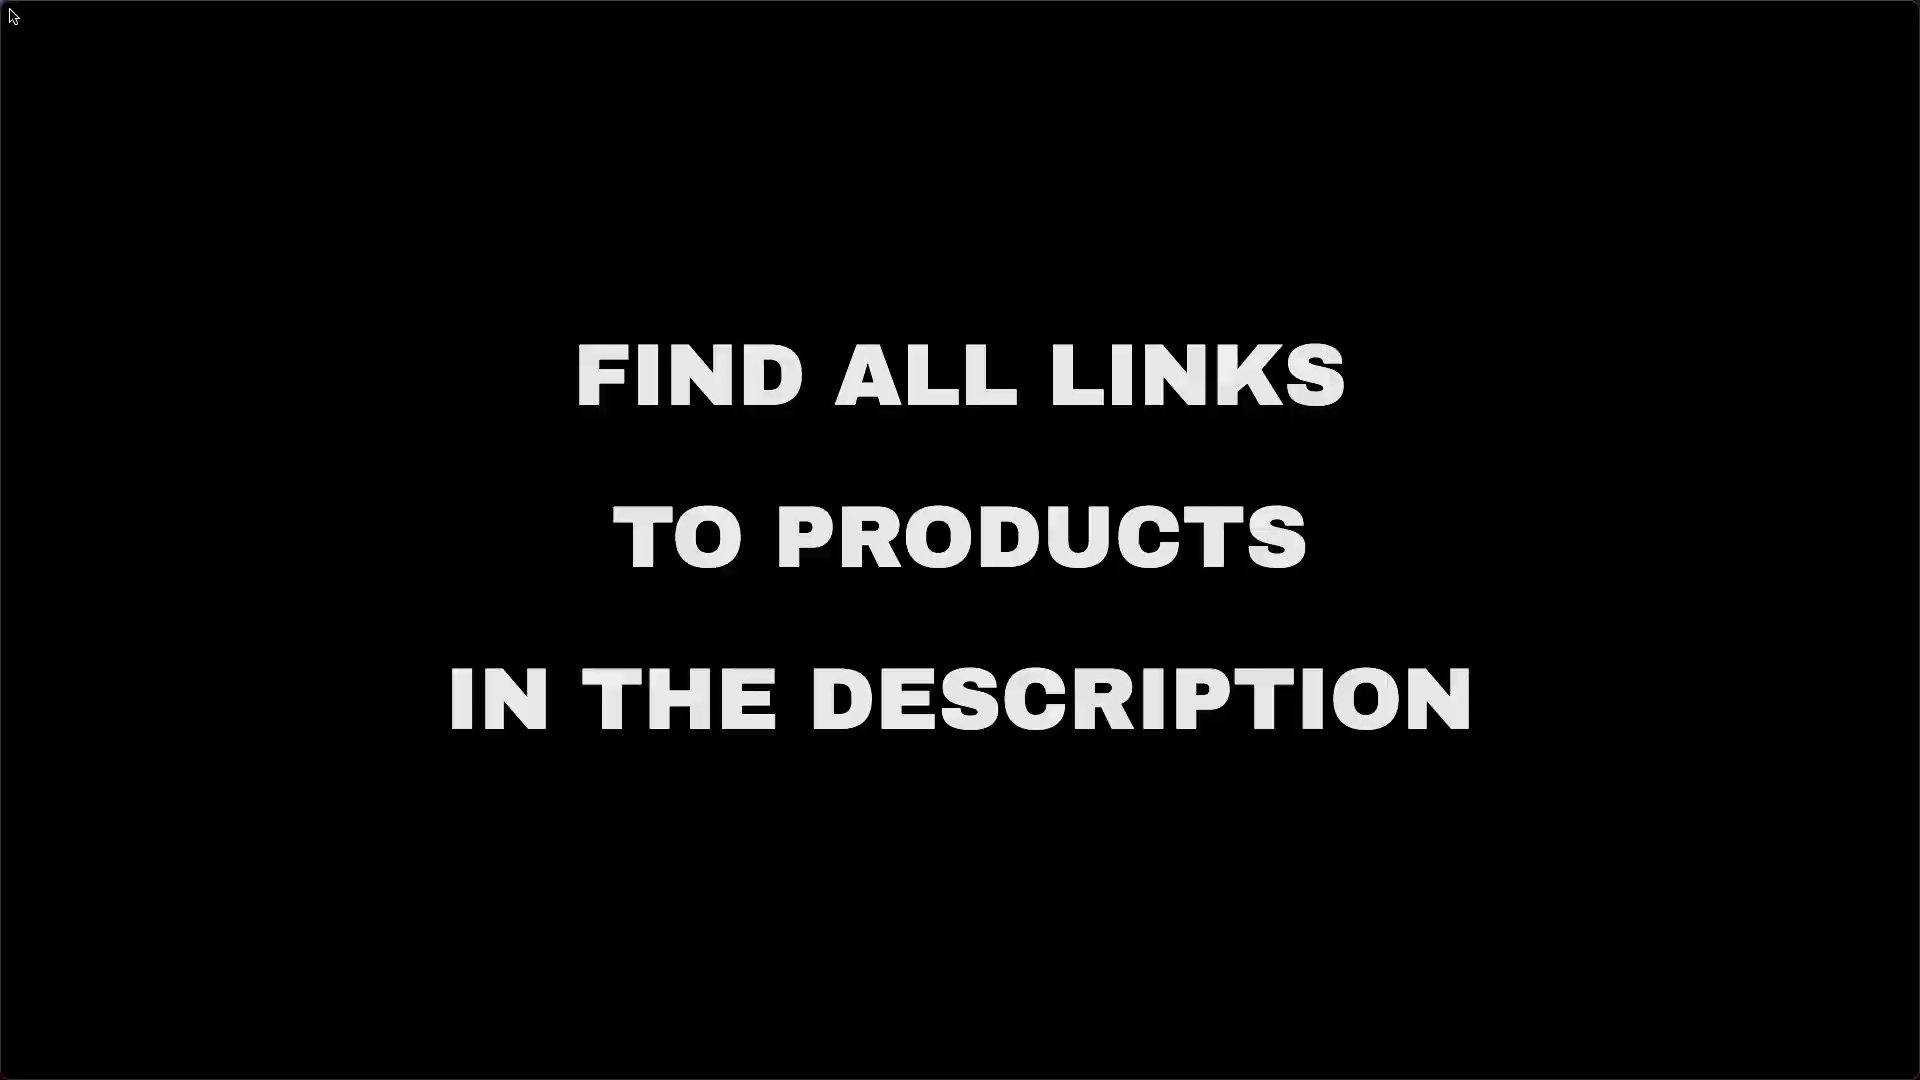 FIND ALL LINKS
TO PRODUCTS
IN THE DESCRIPTION